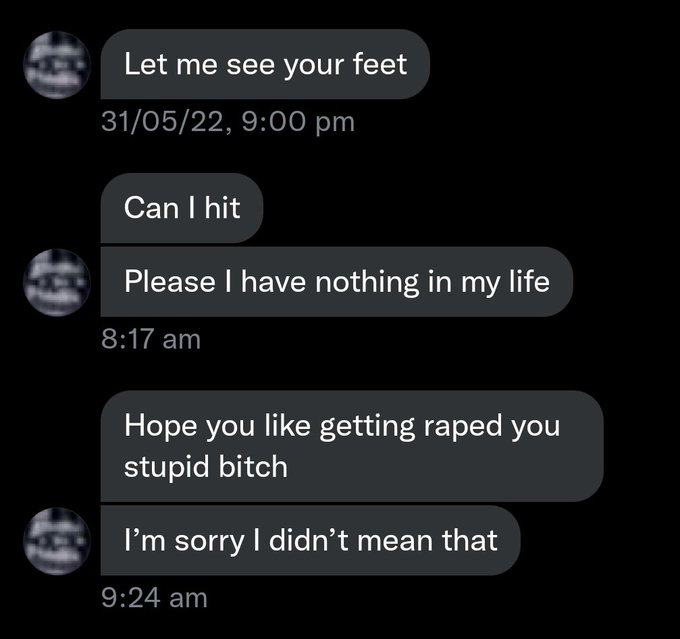 Let me see your feet
31/05/22, 9:00 pm
Can I hit
Please I have nothing in my life
8:17 am
Hope you like getting raped you
stupid bitch
I’m sorry I didn’t mean that
9:24 am